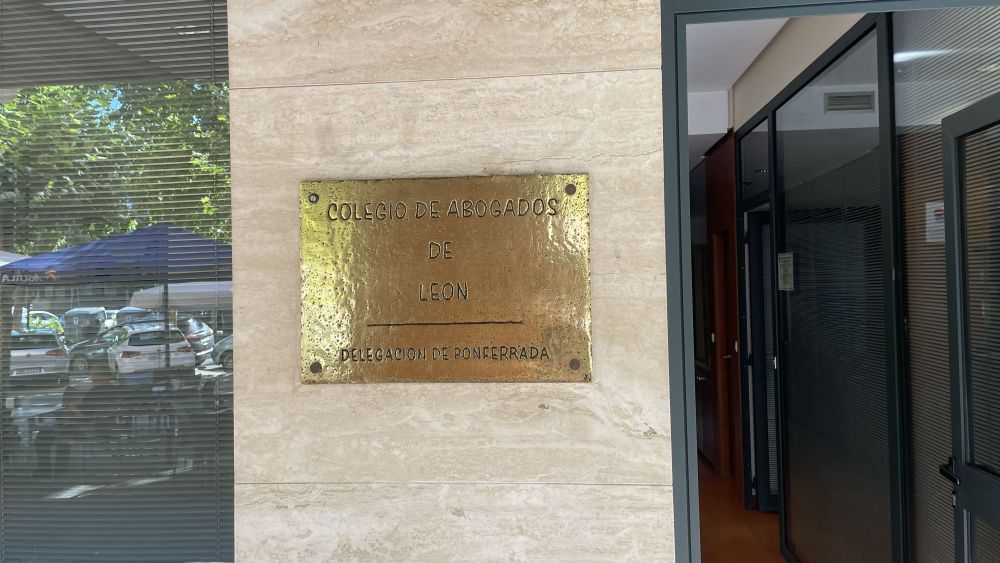 COLEGIO DE ABOGADOS
DE
LEON
DELEGACION DE PONFERRADA